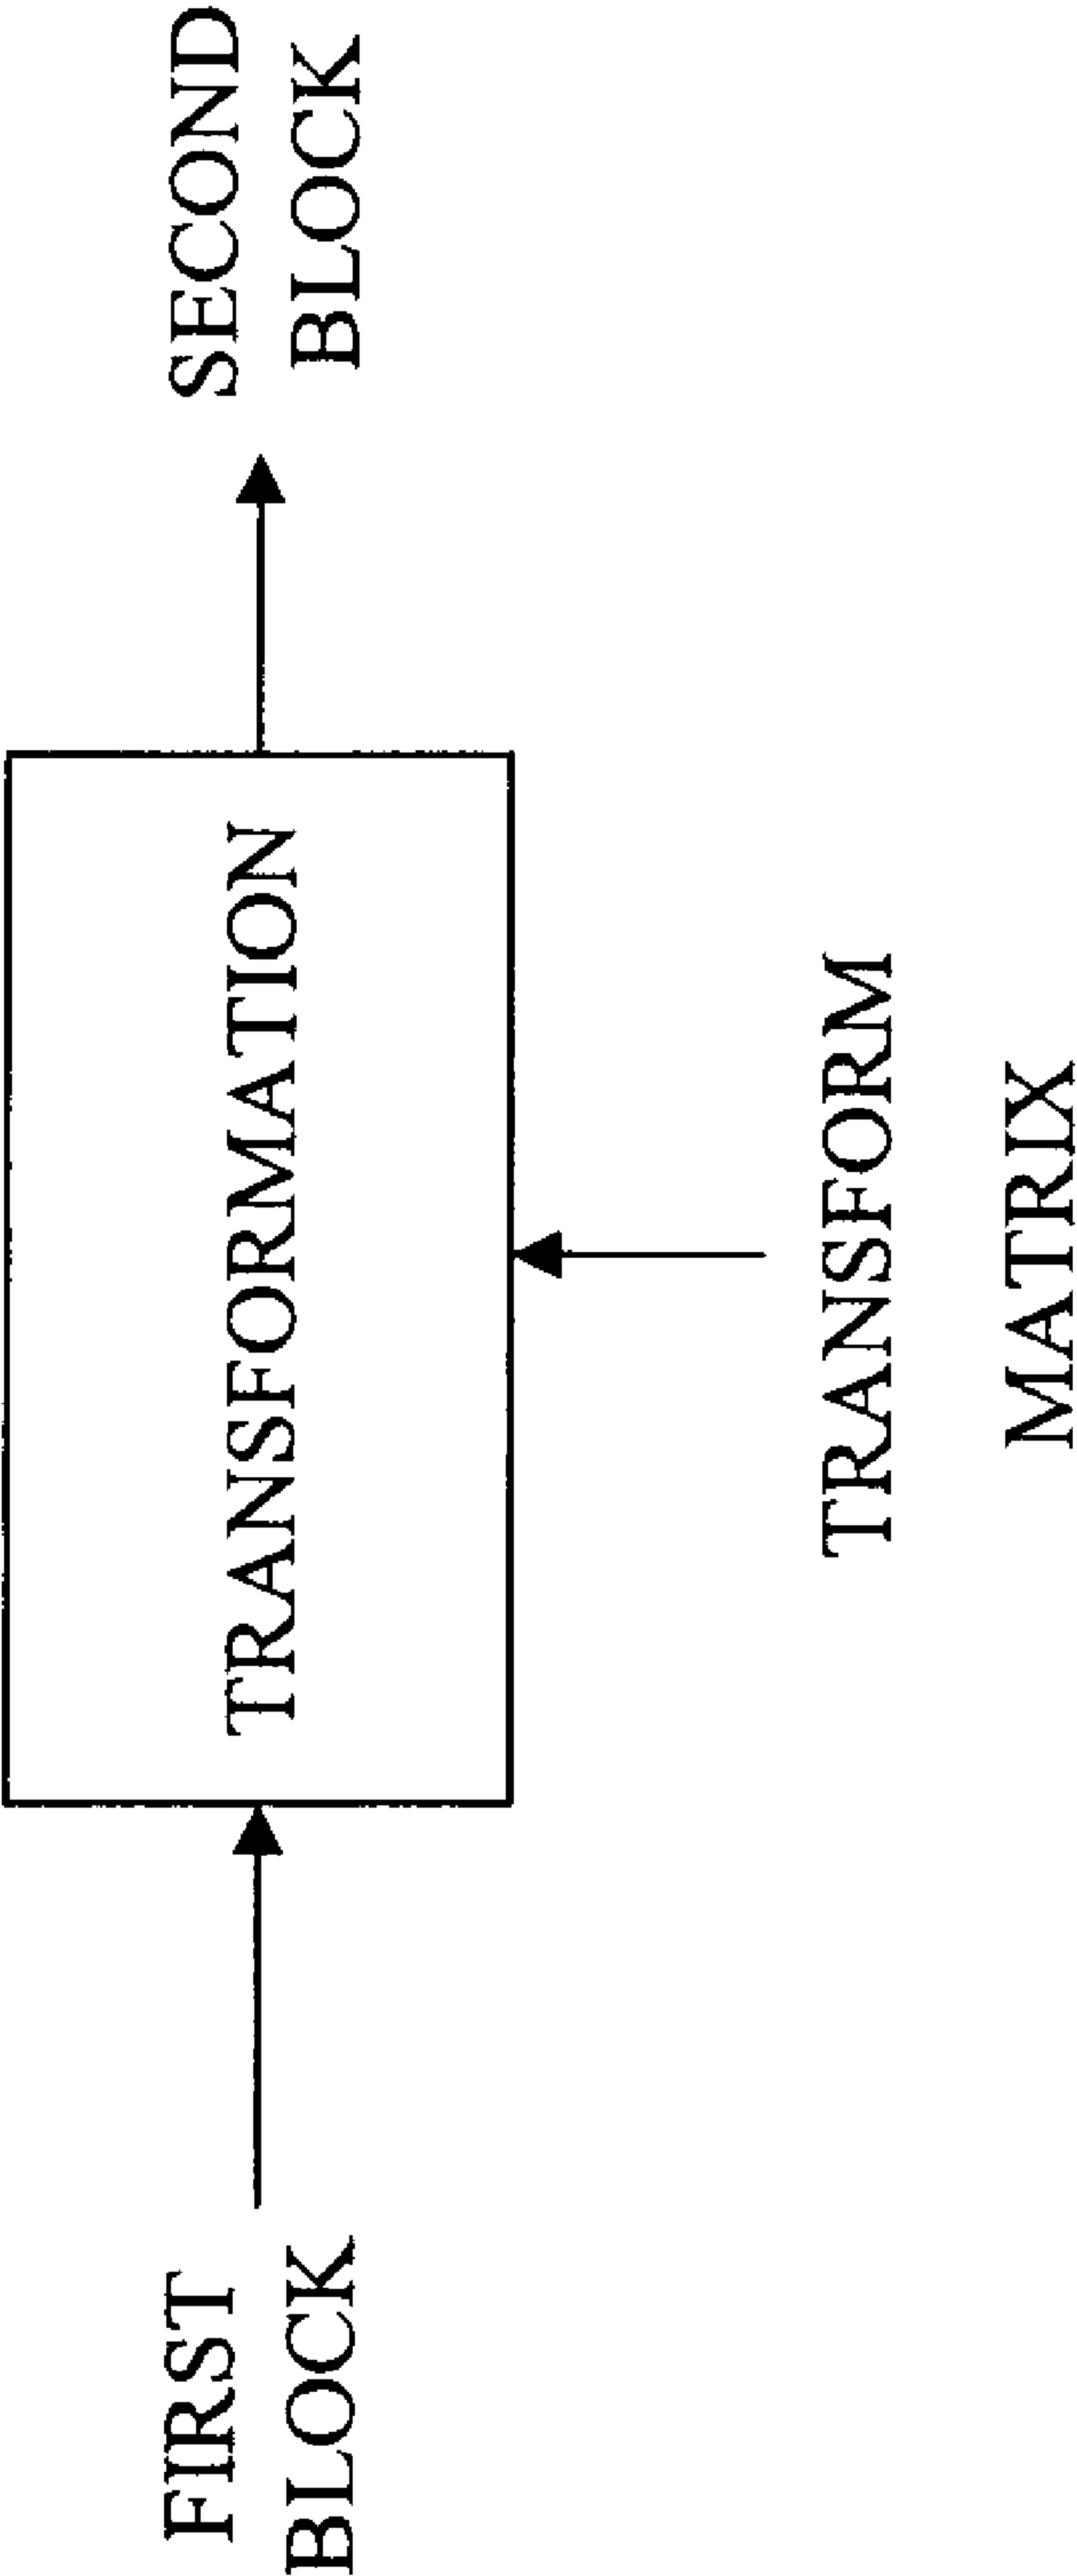 FIRST
BLOCK
TRANSFORMATION
SECOND
BLOCK
TRANSFORM
MATRIX